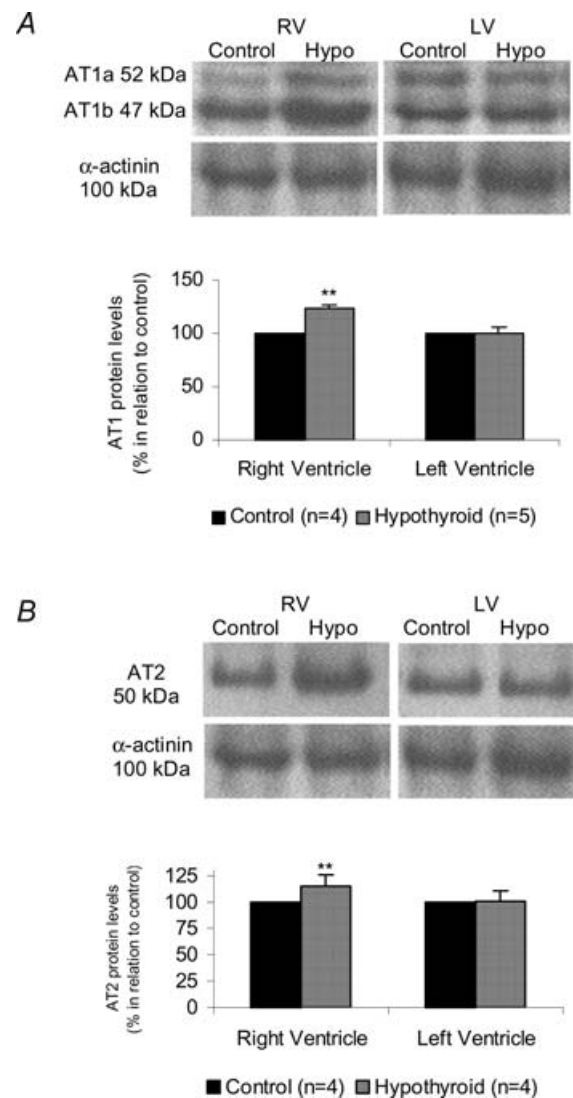 A
RV LV
Control Hypo Control Hypo
AT1a 52 kDa
AT1b 47 kDa
α-actinin
100 kDa
AT1 protein levels
(% in relation to control)
150
**
100
50
0
Right Ventricle Left Ventricle
Control (n=4) Hypothyroid (n=5)
B
RV LV
Control Hypo Control Hypo
AT2
50 kDa
α-actinin
100 kDa
AT2 protein levels
(% in relation to control)
125
**
100
75
50
25
0
Right Ventricle Left Ventricle
Control (n=4) Hypothyroid (n=4)